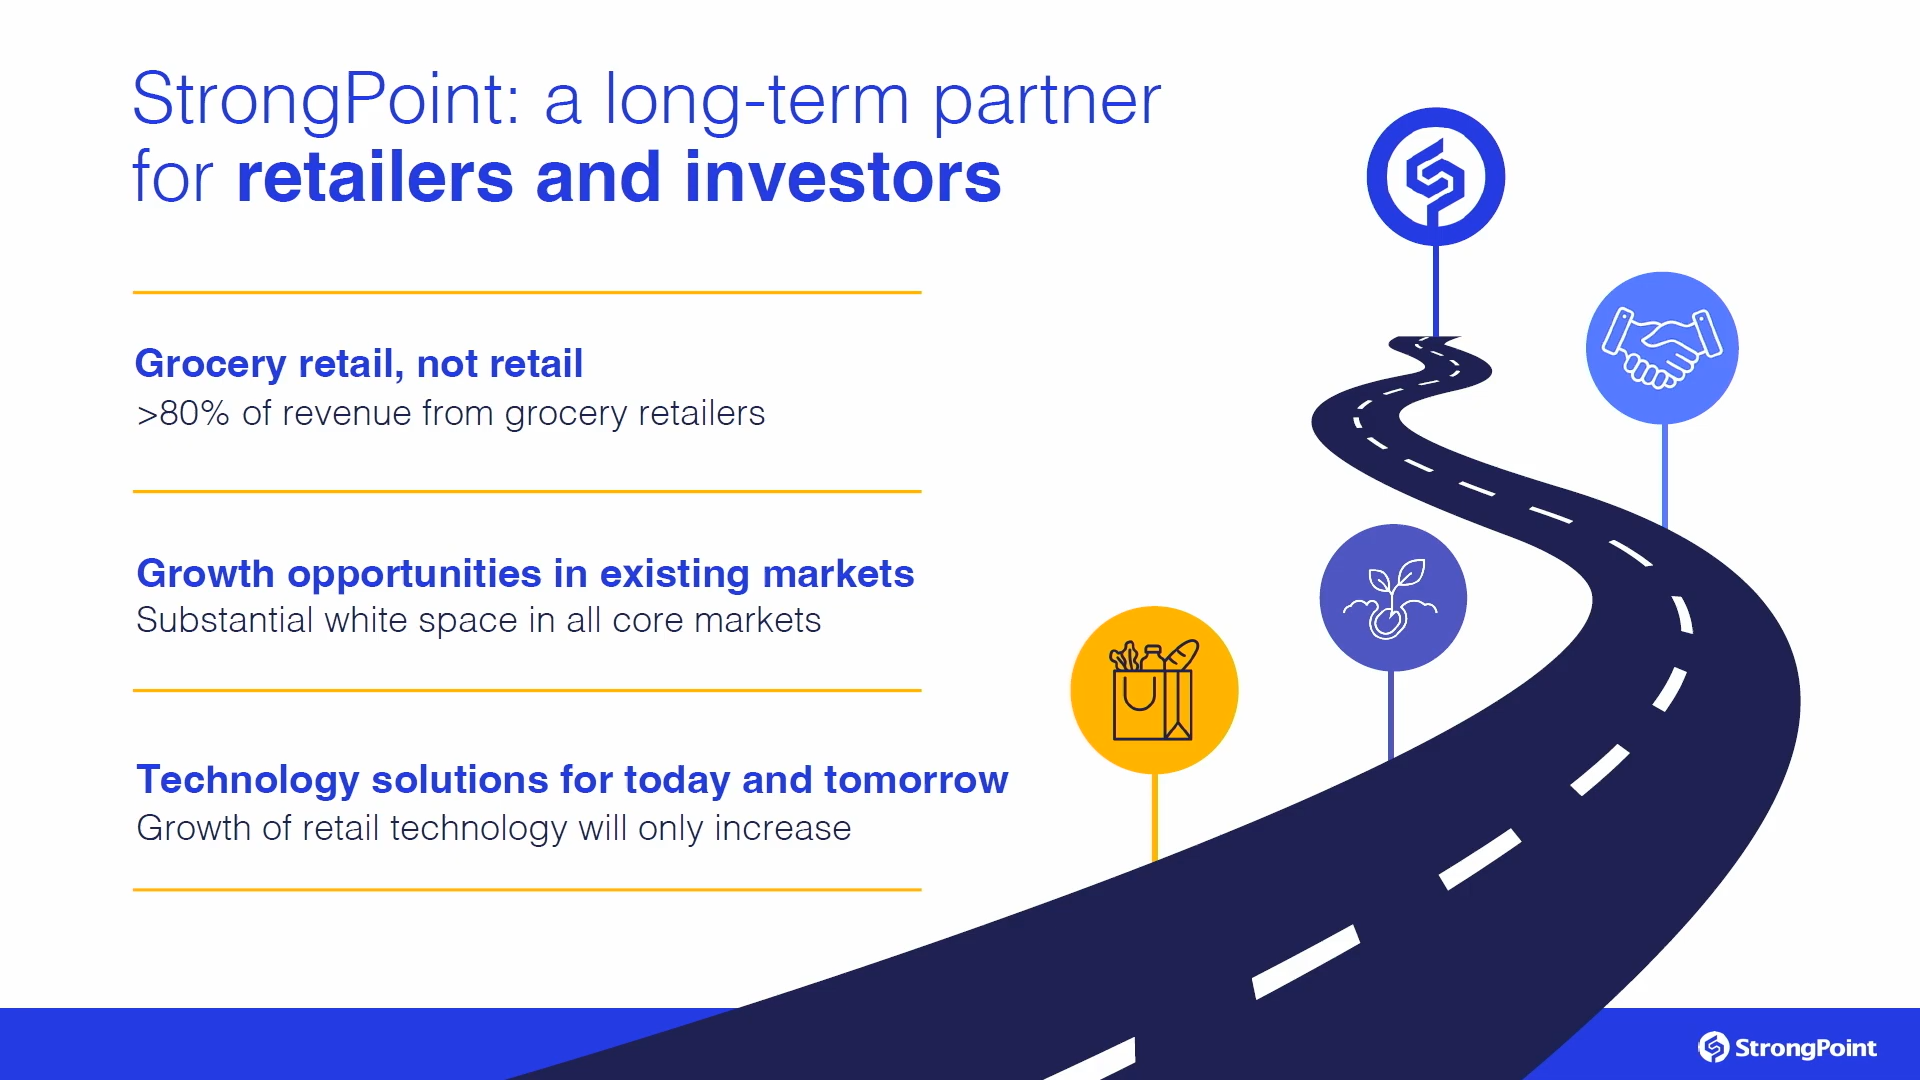 StrongPoint: a long-term partner
for retailers and investors
Grocery retail, not retail
>80% of revenue from grocery retailers
Growth opportunities in existing markets
Substantial white space in all core markets
Technology solutions for today and tomorrow
Growth of retail technology will only increase
StrongPoint